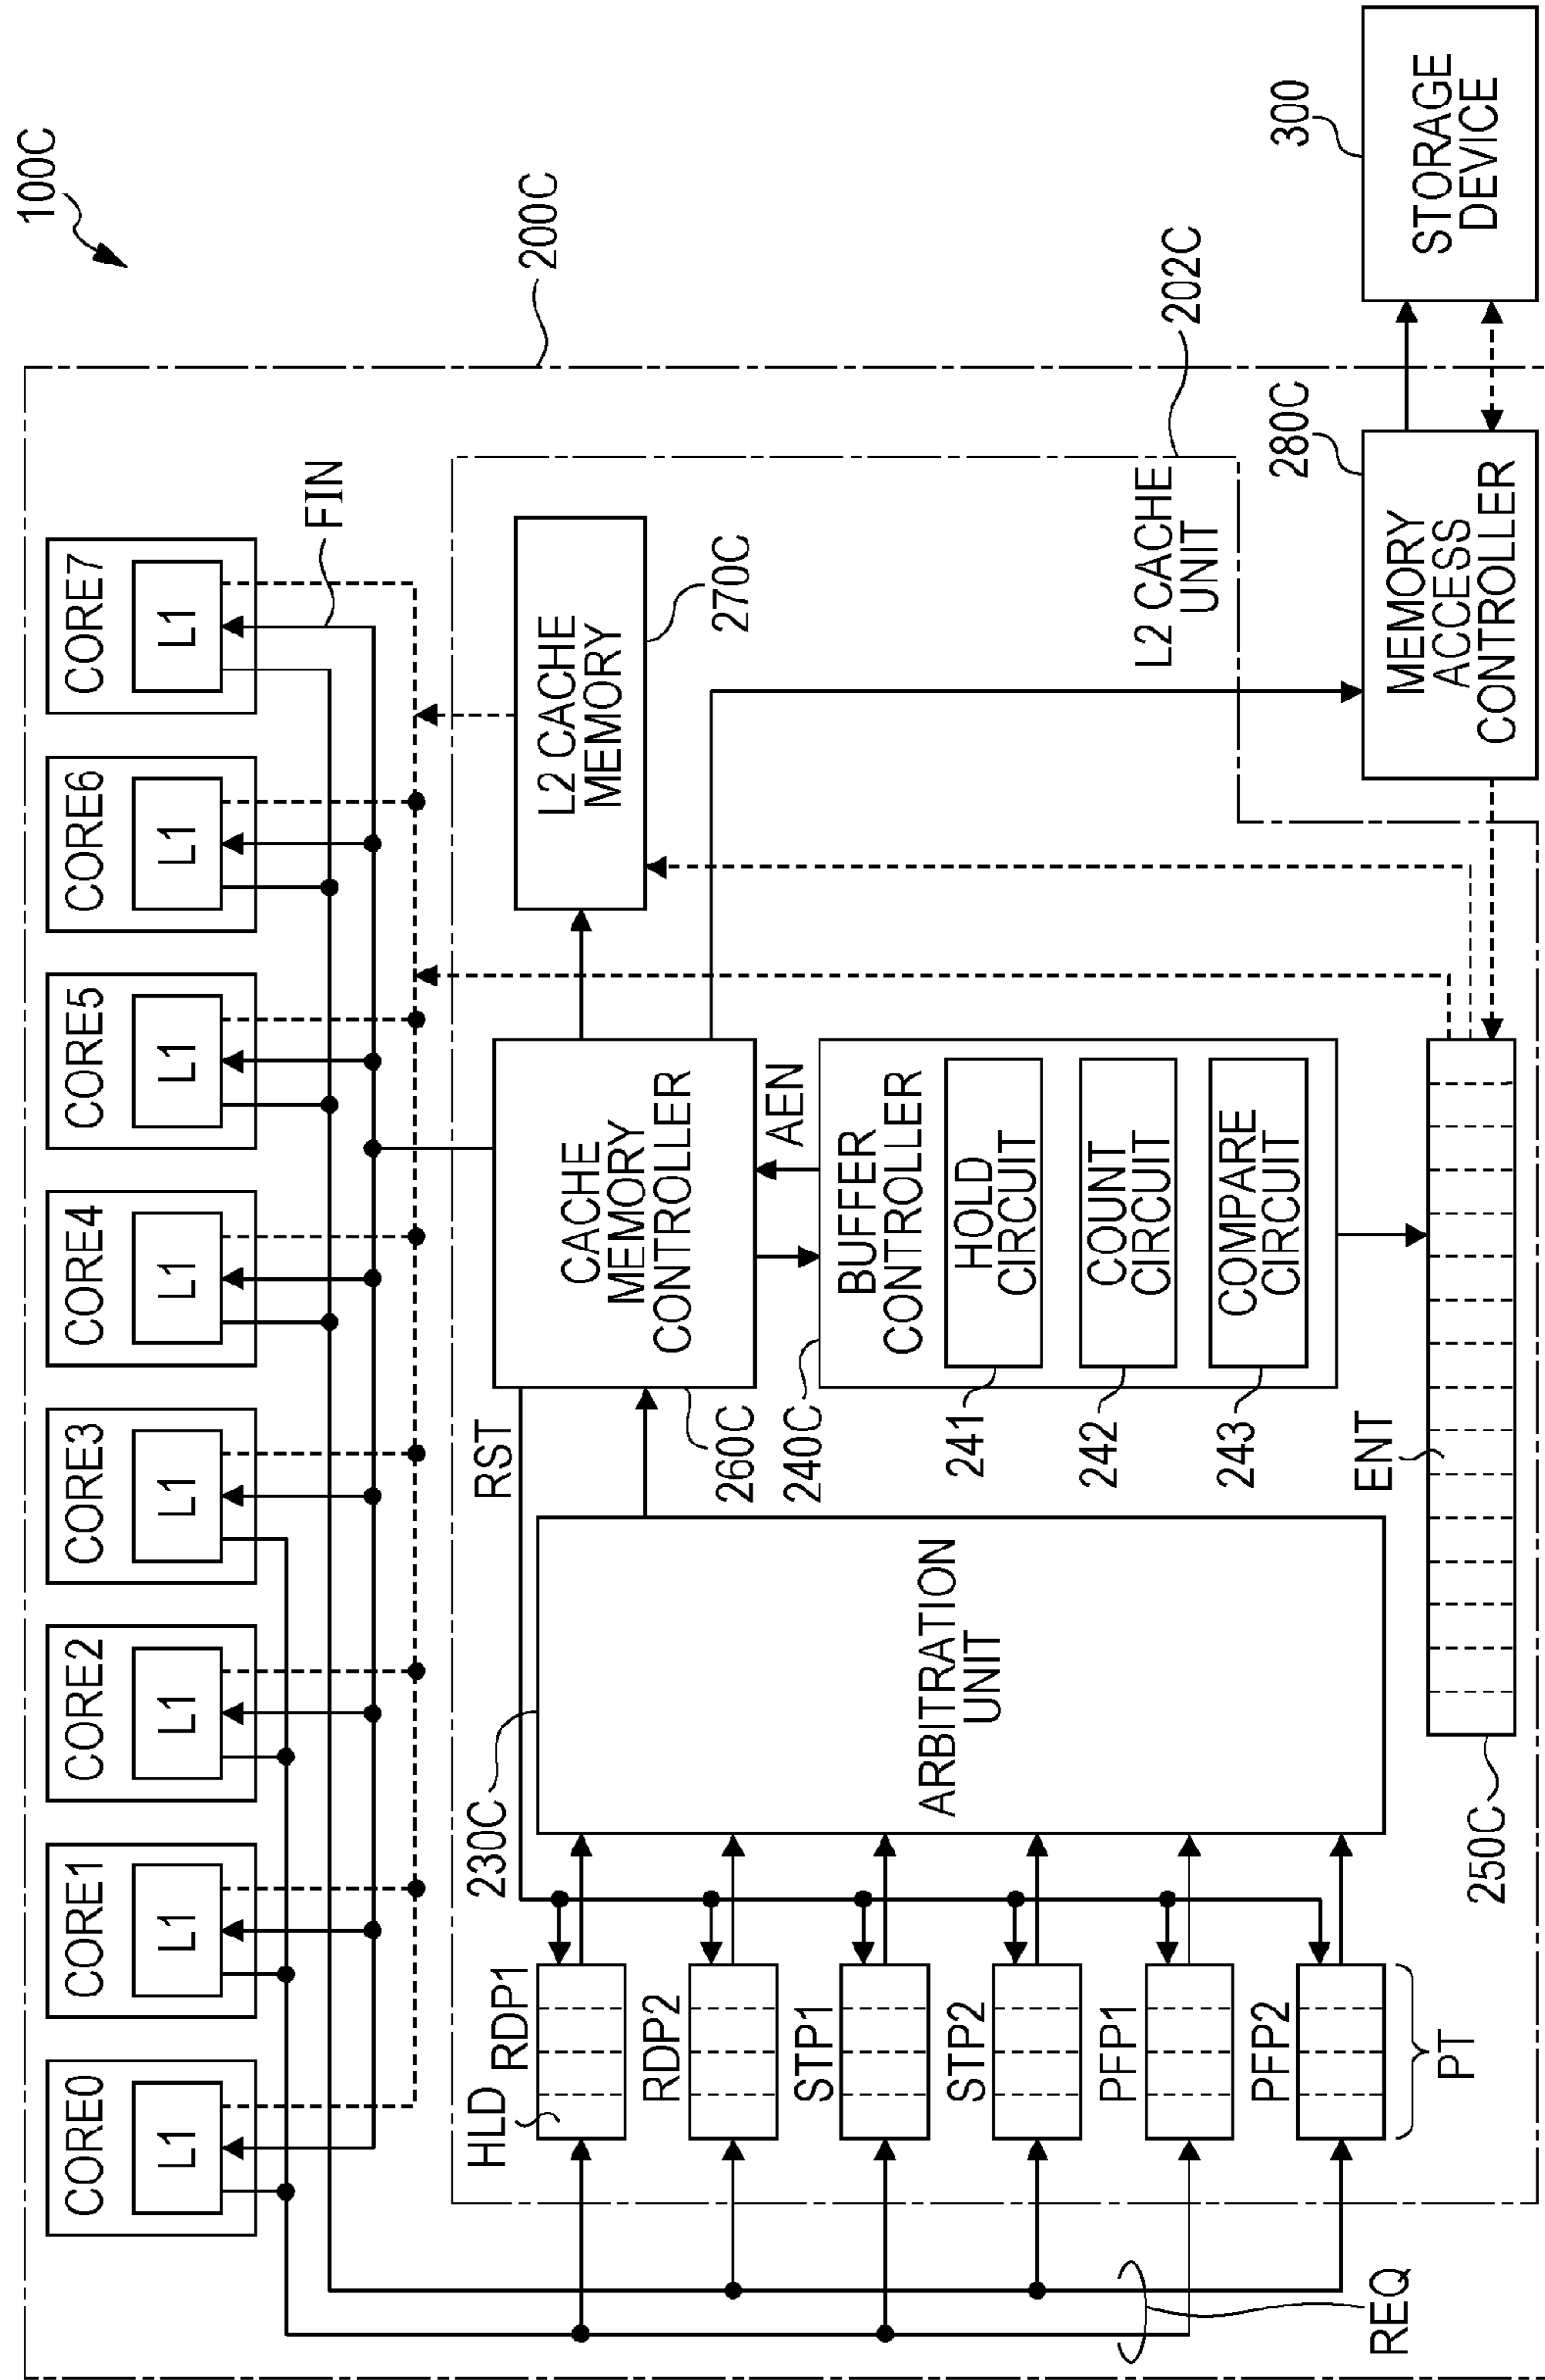 100C
200C
CORE0
L1
CORE1
L1
CORE2
L1
CORE3
L1
CORE4
L1
CORE5
L1
CORE6
L1
CORE7
L1
FIN
RST
HLD
RDP1
RDP2
STP1
STP2
PFP1
PFP2
PT
REQ
230C
ARBITRATION
UNIT
CACHE
MEMORY
CONTROLLER
260C
AEN
240C
BUFFER
CONTROLLER
HOLD
CIRCUIT
241
COUNT
CIRCUIT
242
COMPARE
CIRCUIT
243
ENT
250C
L2 CACHE
MEMORY
270C
L2 CACHE
UNIT
202C
280C
MEMORY
ACCESS
CONTROLLER
300
STORAGE
DEVICE